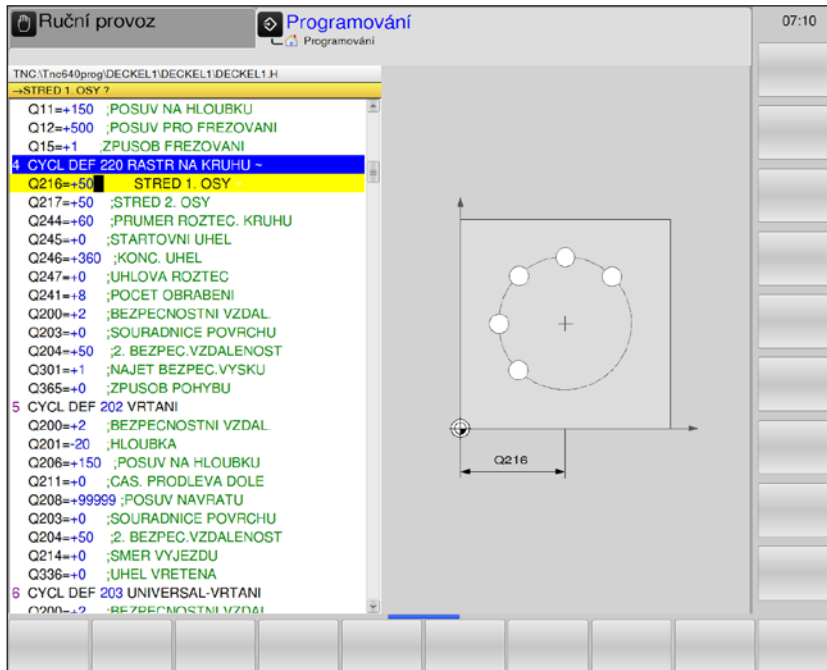 Ruční provoz
Programování
Programování
07:10
TNC:\Tnc640prog\DECKEL1\DECKEL1\DECKEL1.H
→STRED 1. OSY ?
Q11=+150 ;POSUV NA HLOUBKU
Q12=+500 ;POSUV PRO FREZOVANI
Q15=+1 ;ZPUSOB FREZOVANI
4 CYCL DEF 220 RASTR NA KRUHU ~
Q216=+50 STRED 1. OSY ~
Q217=+50 ;STRED 2. OSY
Q244=+60 ;PRUMER ROZTEC. KRUHU
Q245=+0 ;STARTOVNI UHEL
Q246=+360 ;KONC. UHEL
Q247=+0 ;UHLOVA ROZTEC
Q241=+8 ;POCET OBRABENI
Q200=+2 ;BEZPECNOSTNI VZDAL.
Q203=+0 ;SOURADNICE POVRCHU
Q204=+50 ;2. BEZPEC.VZDALENOST
Q301=+1 ;NAJET BEZPEC.VYSKU
Q365=+0 ;ZPUSOB POHYBU
5 CYCL DEF 202 VRTANI
Q200=+2 ;BEZPECNOSTNI VZDAL.
Q201=-20 ;HLOUBKA
Q206=+150 ;POSUV NA HLOUBKU
Q211=+0 ;CAS. PRODLEVA DOLE
Q208=+99999 ;POSUV NAVRATU
Q203=+0 ;SOURADNICE POVRCHU
Q204=+50 ;2. BEZPEC.VZDALENOST
Q214=+0 ;SMER VYJEZDU
Q336=+0 ;UHEL VRETENA
6 CYCL DEF 203 UNIVERSAL-VRTANI
Q200=+2 ;BEZPECNOSTNI VZDAL.
Q216